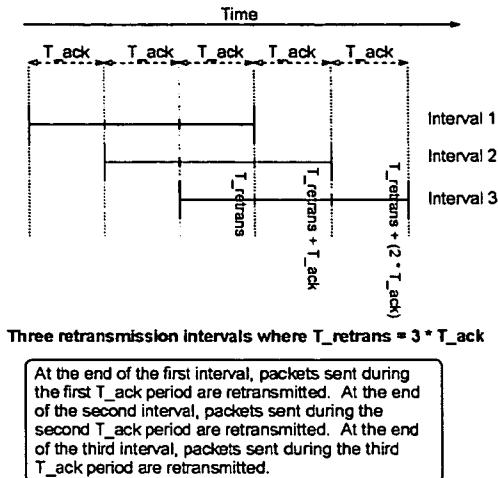 Time
T_ack T_ack T_ack T_ack T_ack
Interval 1
Interval 2
Interval 3
T_retrans
T_retrans + T_ack
T_retrans + (2 * T_ack)
Three retransmission intervals where T_retrans = 3 * T_ack
At the end of the first interval, packets sent during
the first T_ack period are retransmitted. At the end
of the second interval, packets sent during the
second T_ack period are retransmitted. At the end
of the third interval, packets sent during the third
T_ack period are retransmitted.